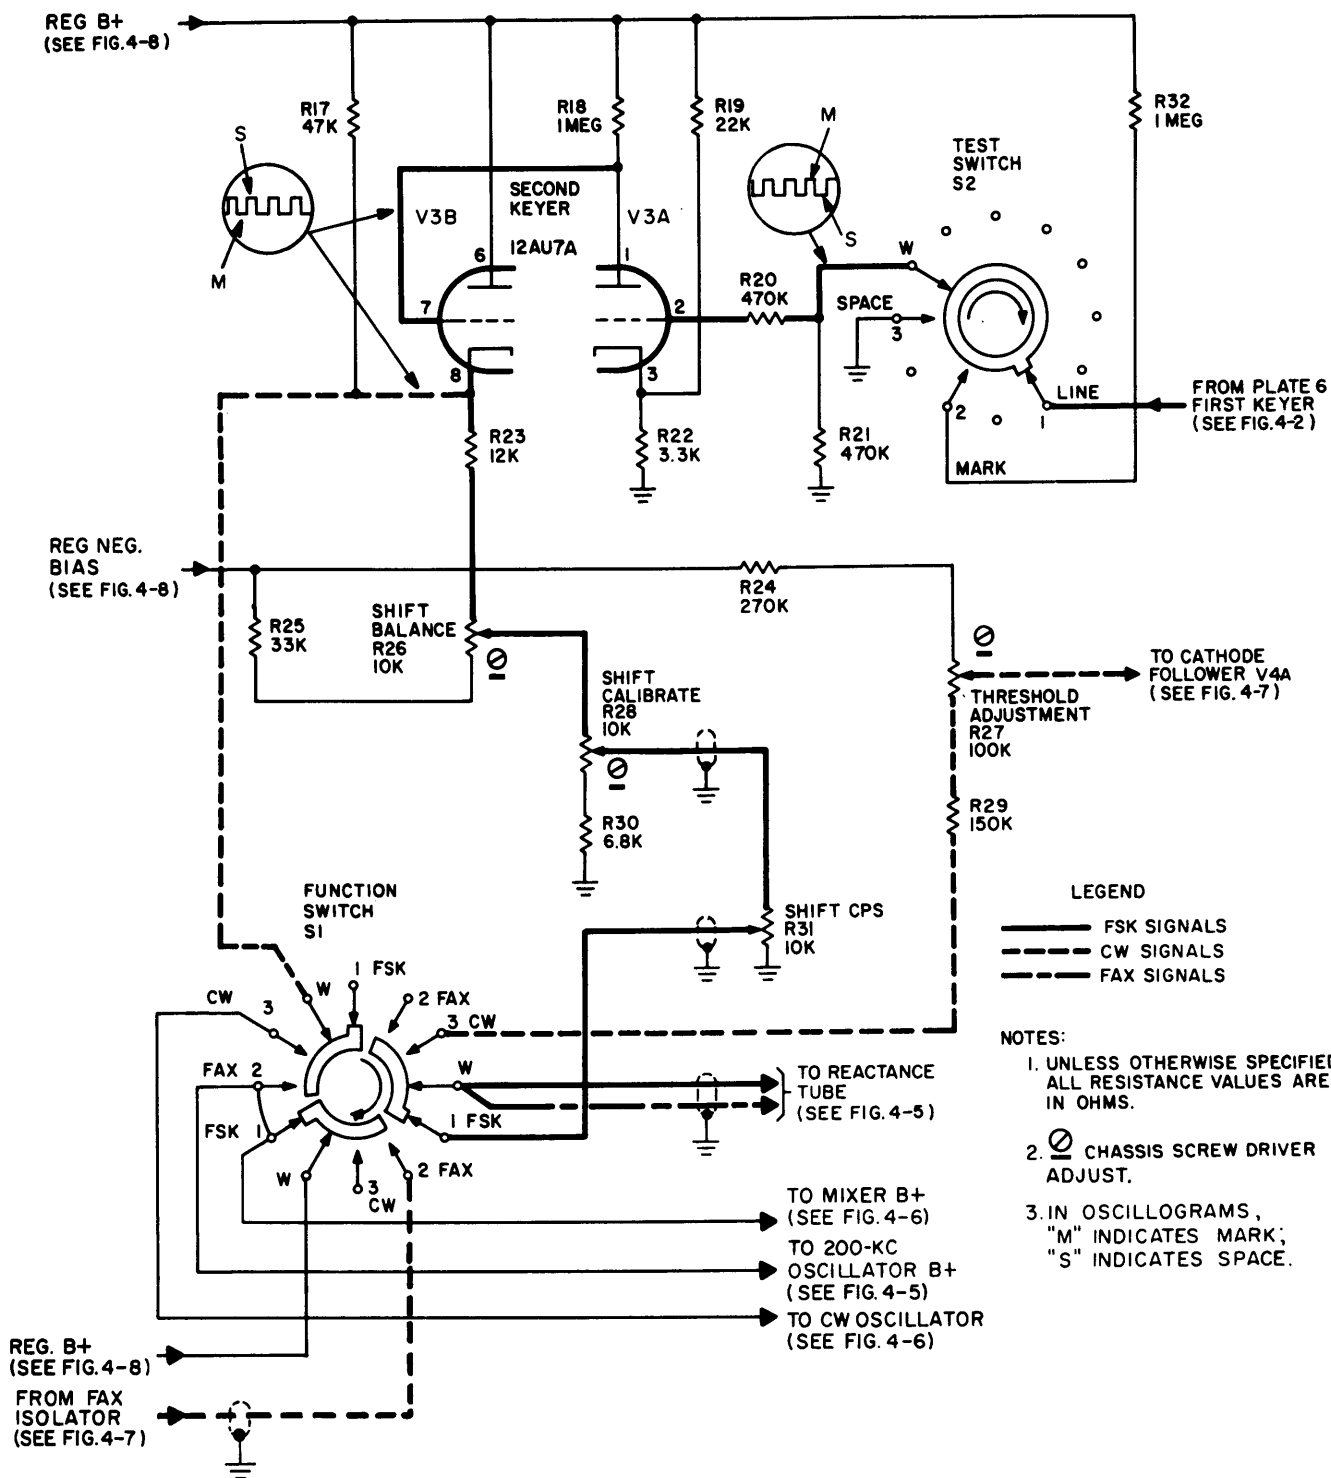 REG B+
(SEE FIG.4-8)
R17
47K
R18
1MEG
R19
22K
R32
1 MEG
S
M
M
S
TEST
SWITCH
S2
SECOND
KEYER
V3B
V3A
12AU7A
6
1
7
2
8
3
R20
470K
W
SPACE
3
LINE
2
1
MARK
FROM PLATE 6
FIRST KEYER
(SEE FIG.4-2)
R23
12K
R22
3.3K
R21
470K
REG NEG.
BIAS
(SEE FIG.4-8)
R24
270K
R25
33K
SHIFT
BALANCE
R26
10K
SHIFT
CALIBRATE
R28
10K
TO CATHODE
FOLLOWER V4A
(SEE FIG. 4-7)
THRESHOLD
ADJUSTMENT
R27
100K
R30
6.8K
R29
150K
FUNCTION
SWITCH
S1
SHIFT CPS
R31
10K
LEGEND
FSK SIGNALS
CW SIGNALS
FAX SIGNALS
CW
3
W
1 FSK
2 FAX
3 CW
FAX 2
W
FSK 1
1 FSK
W
3
CW
2 FAX
TO REACTANCE
TUBE
(SEE FIG.4-5)
NOTES:
1. UNLESS OTHERWISE SPECIFIED
ALL RESISTANCE VALUES ARE
IN OHMS.
2. CHASSIS SCREW DRIVER
ADJUST.
3. IN OSCILLOGRAMS,
"M" INDICATES MARK;
"S" INDICATES SPACE.
TO MIXER B+
(SEE FIG.4-6)
TO 200-KC
OSCILLATOR B+
(SEE FIG.4-5)
TO CW OSCILLATOR
(SEE FIG.4-6)
REG. B+
(SEE FIG.4-8)
FROM FAX
ISOLATOR
(SEE FIG.4-7)